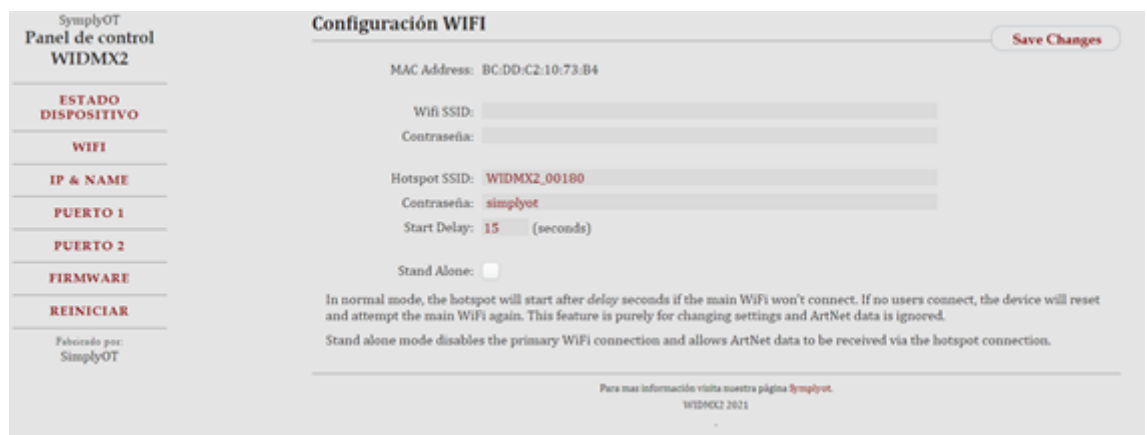 SymplyOT
Panel de control
WIDMX2
ESTADO
DISPOSITIVO
WIFI
IP & NAME
PUERTO 1
PUERTO 2
FIRMWARE
REINICIAR
Fabricado por:
SimplyOT
Configuración WIFI
Save Changes
MAC Address: BC:DD:C2:10:73:B4
Wifi SSID:
Contraseña:
Hotspot SSID: WIDMX2_00180
Contraseña: simplyot
Start Delay: 15 (seconds)
Stand Alone:
In normal mode, the hotspot will start after delay seconds if the main WiFi won't connect. If no users connect, the device will reset
and attempt the main WiFi again. This feature is purely for changing settings and ArtNet data is ignored.
Stand alone mode disables the primary WiFi connection and allows ArtNet data to be received via the hotspot connection.
Para mas información visita nuestra página Symplyot.
WIDMX2 2021